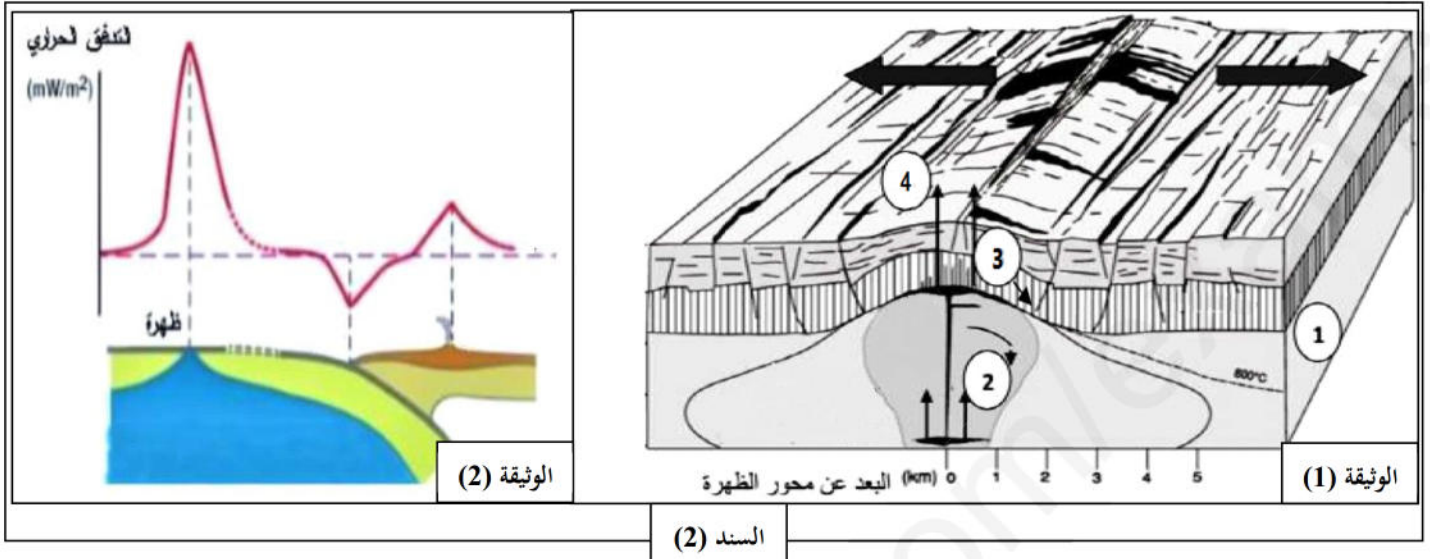 التدفق الحراري
(mW/m²)
ظهرة
الوثيقة (2)
4
3
1
2
600°C
البعد عن محور الظهرة (km) 0 1 2 3 4 5
الوثيقة (1)
السند (2)